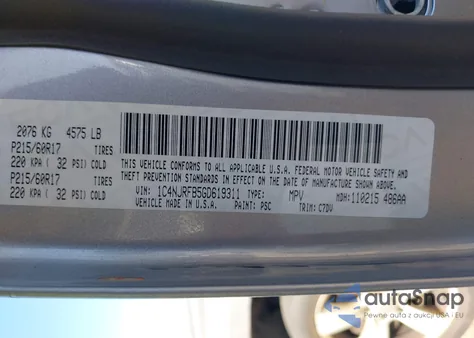 2076 KG 4575 LB
P215/60R17 TIRES
220 KPA ( 32 PSI) COLD
P215/60R17 TIRES
220 KPA ( 32 PSI) COLD
THIS VEHICLE CONFORMS TO ALL APPLICABLE U.S.A. FEDERAL MOTOR VEHICLE SAFETY, BUMPER
AND THEFT PREVENTION STANDARDS IN EFFECT ON THE DATE OF MANUFACTURE SHOWN ABOVE.
VIN: 1C4NJRFB5GD619311 TYPE: MPV MDH: 110215 486AA
VEHICLE MADE IN U.S.A. PAINT: PSC TRIM: C7DV
autoSnap
Pewne auta z aukcji USA i EU